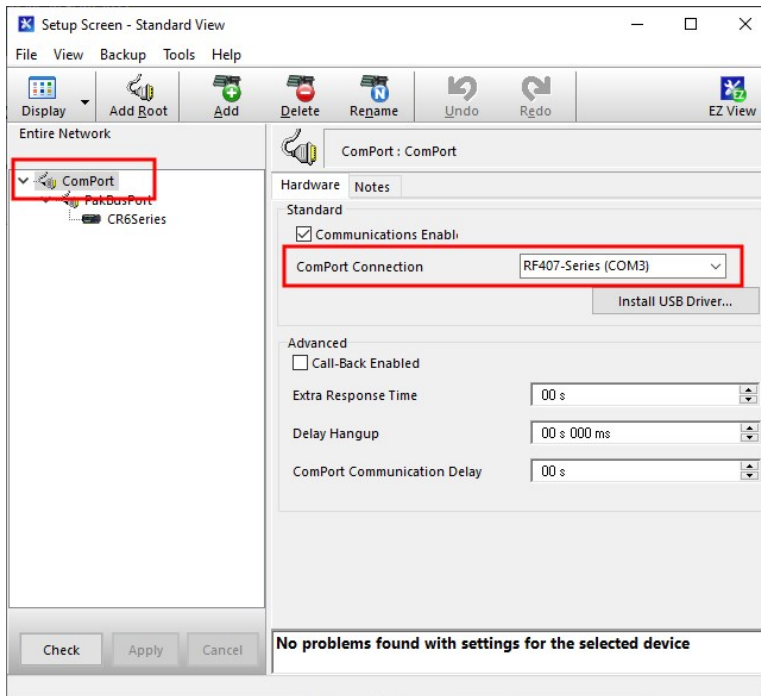 Setup Screen - Standard View
File View Backup Tools Help
Display Add Root Add Delete Rename Undo Redo EZ View
Entire Network
ComPort : ComPort
ComPort
PakBusPort
CR6Series
Hardware Notes
Standard
Communications Enabl
ComPort Connection RF407-Series (COM3)
Install USB Driver...
Advanced
Call-Back Enabled
Extra Response Time 00 s
Delay Hangup 00 s 000 ms
ComPort Communication Delay 00 s
Check Apply Cancel
No problems found with settings for the selected device